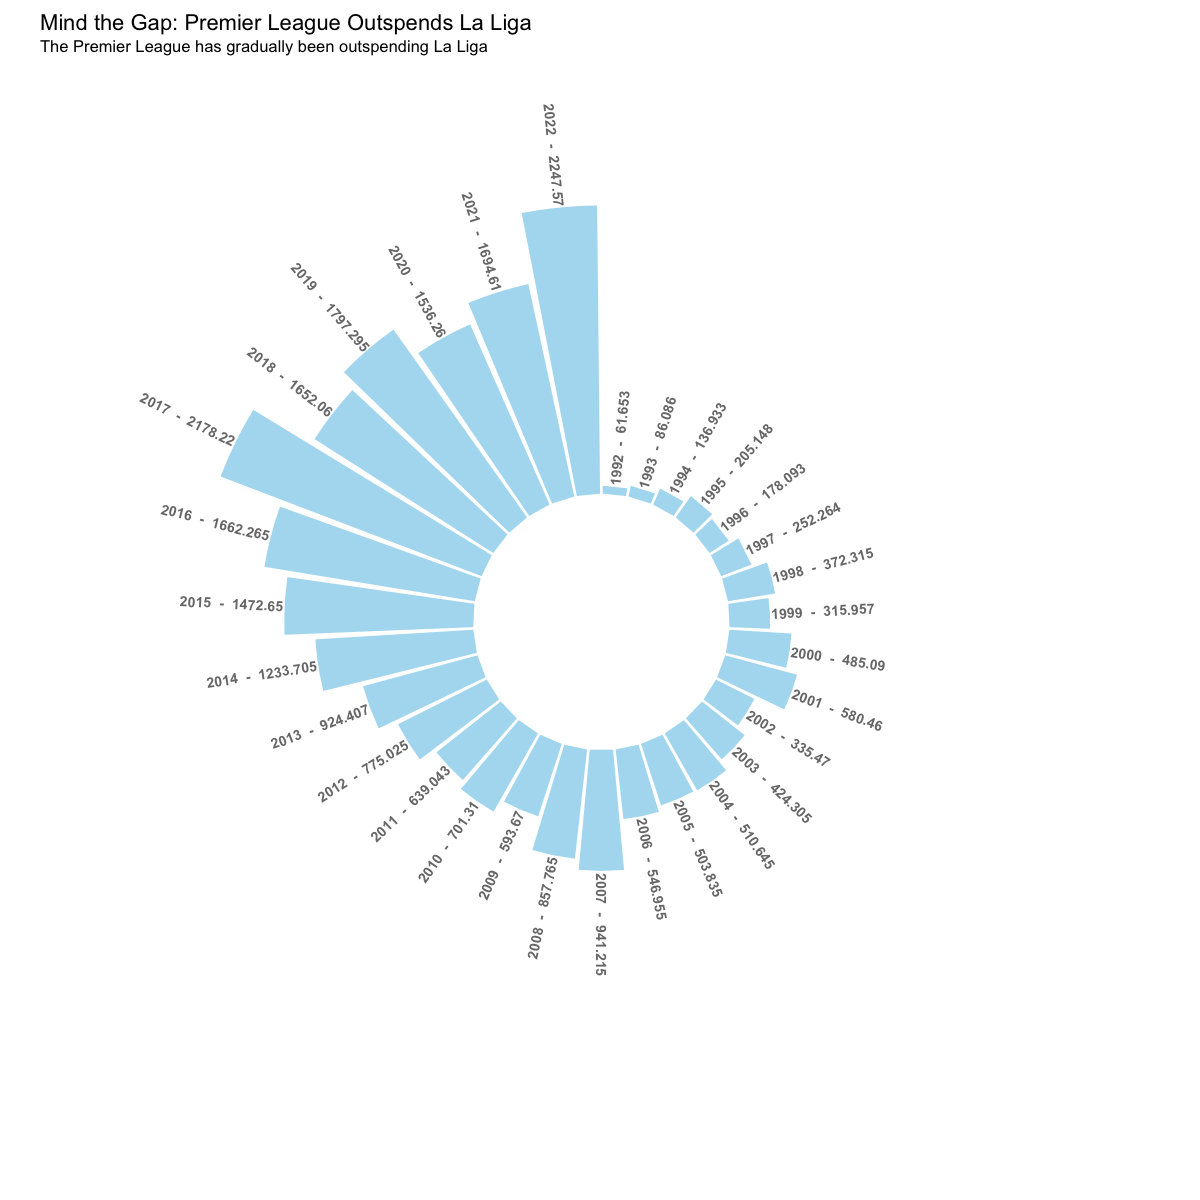 Mind the Gap: Premier League Outspends La Liga
The Premier League has gradually been outspending La Liga
1992 - 61.653
1993 - 86.086
1994 - 136.933
1995 - 205.148
1996 - 178.093
1997 - 252.264
1998 - 372.315
1999 - 315.957
2000 - 485.09
2001 - 580.46
2002 - 335.47
2003 - 424.305
2004 - 510.645
2005 - 503.835
2006 - 546.955
2007 - 941.215
2008 - 857.765
2009 - 593.67
2010 - 701.31
2011 - 639.043
2012 - 775.025
2013 - 924.407
2014 - 1233.705
2015 - 1472.65
2016 - 1662.265
2017 - 2178.22
2018 - 1652.06
2019 - 1797.295
2020 - 1536.26
2021 - 1694.61
2022 - 2247.57